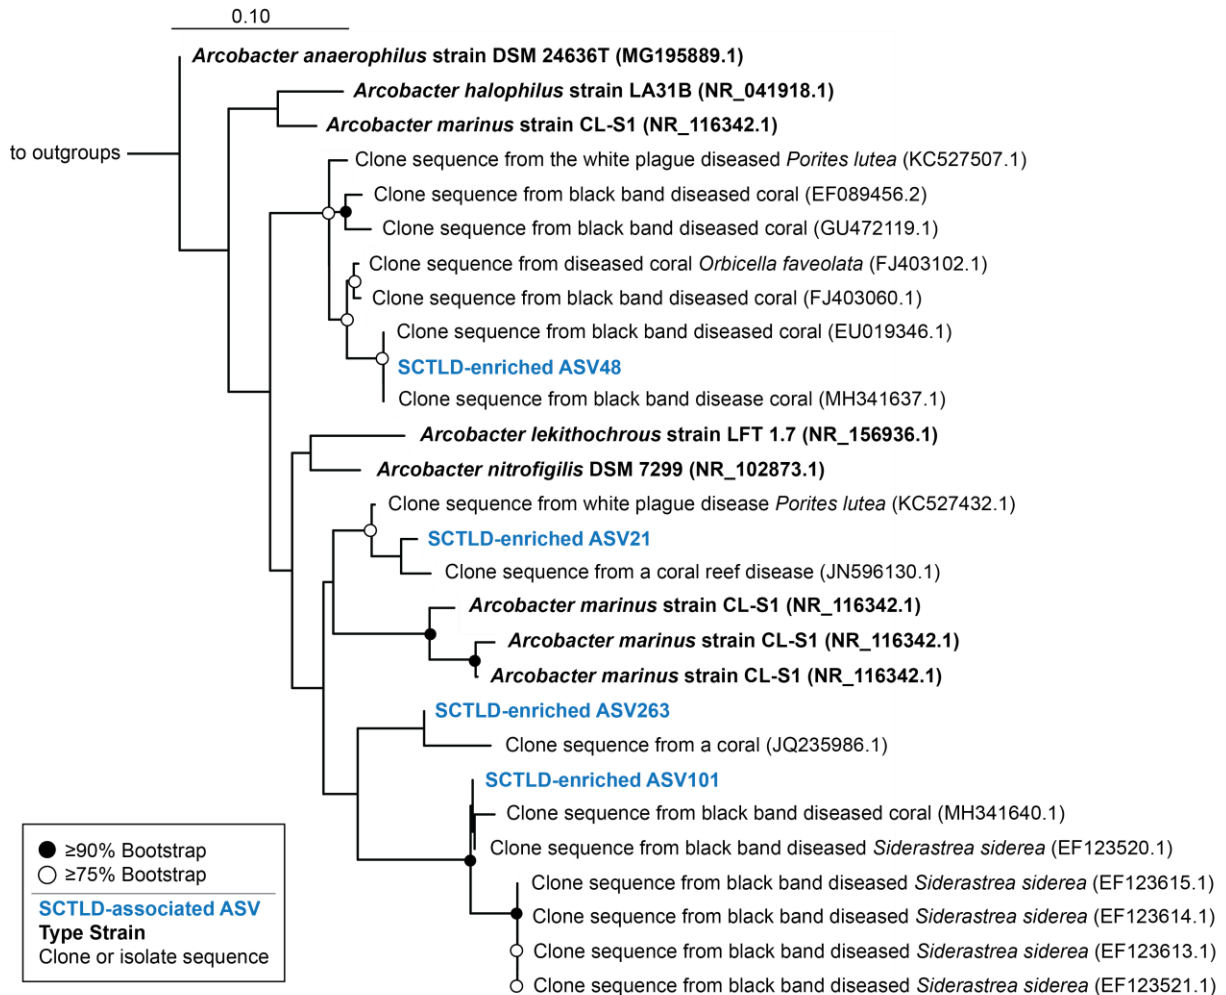 0.10
Arcobacter anaerophilus strain DSM 24636T (MG195889.1)
Arcobacter halophilus strain LA31B (NR_041918.1)
Arcobacter marinus strain CL-S1 (NR_116342.1)
to outgroups
Clone sequence from the white plague diseased Porites lutea (KC527507.1)
Clone sequence from black band diseased coral (EF089456.2)
Clone sequence from black band diseased coral (GU472119.1)
Clone sequence from diseased coral Orbicella faveolata (FJ403102.1)
Clone sequence from black band diseased coral (FJ403060.1)
Clone sequence from black band diseased coral (EU019346.1)
SCTLD-enriched ASV48
Clone sequence from black band disease coral (MH341637.1)
Arcobacter lekithochrous strain LFT 1.7 (NR_156936.1)
Arcobacter nitrofigilis DSM 7299 (NR_102873.1)
Clone sequence from white plague disease Porites lutea (KC527432.1)
SCTLD-enriched ASV21
Clone sequence from a coral reef disease (JN596130.1)
Arcobacter marinus strain CL-S1 (NR_116342.1)
Arcobacter marinus strain CL-S1 (NR_116342.1)
Arcobacter marinus strain CL-S1 (NR_116342.1)
SCTLD-enriched ASV263
Clone sequence from a coral (JQ235986.1)
SCTLD-enriched ASV101
Clone sequence from black band diseased coral (MH341640.1)
Clone sequence from black band diseased Siderastrea siderea (EF123520.1)
Clone sequence from black band diseased Siderastrea siderea (EF123615.1)
Clone sequence from black band diseased Siderastrea siderea (EF123614.1)
Clone sequence from black band diseased Siderastrea siderea (EF123613.1)
Clone sequence from black band diseased Siderastrea siderea (EF123521.1)
≥90% Bootstrap
≥75% Bootstrap
SCTLD-associated ASV
Type Strain
Clone or isolate sequence